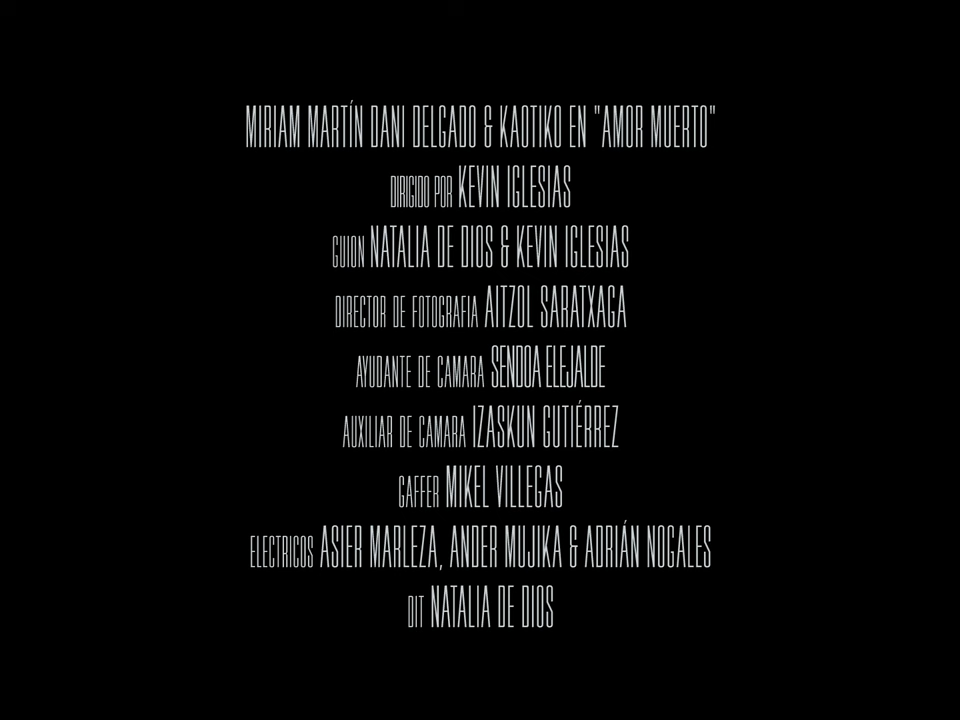 MIRIAM MARTÍN DANI DELGADO & KAOTIKO EN "AMOR MUERTO"
DIRIGIDO POR KEVIN IGLESIAS
GUION NATALIA DE DIOS & KEVIN IGLESIAS
DIRECTOR DE FOTOGRAFIA AITZOL SARATXAGA
AYUDANTE DE CAMARA SENDOA ELEJALDE
AUXILIAR DE CAMARA IZASKUN GUTIÉRREZ
GAFFER MIKEL VILLEGAS
ELECTRICOS ASIER MARLEZA, ANDER MUJIKA & ADRIÁN NOGALES
DIT NATALIA DE DIOS